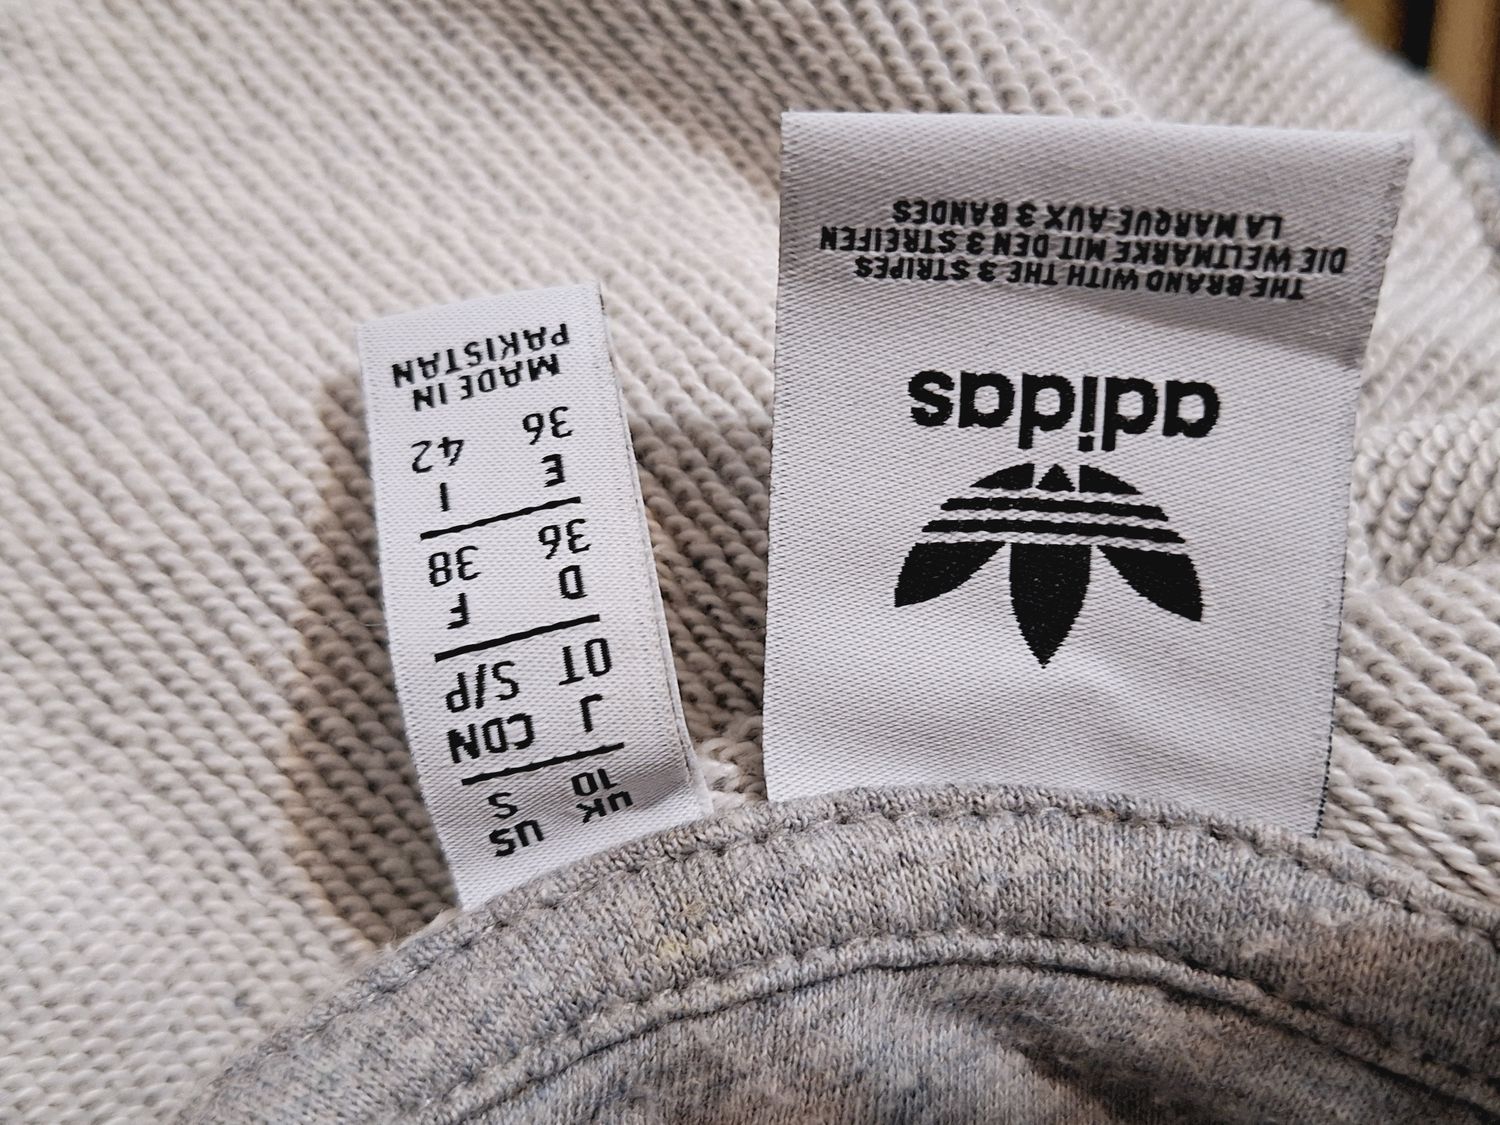 adidas
THE BRAND WITH THE 3 STRIPES
DIE WELTMARKE MIT DEN 3 STREIFEN
LA MARQUE AUX 3 BANDES
UK US
10 S
J CDN
OT S/P
D F
36 38
E I
36 42
MADE IN
PAKISTAN